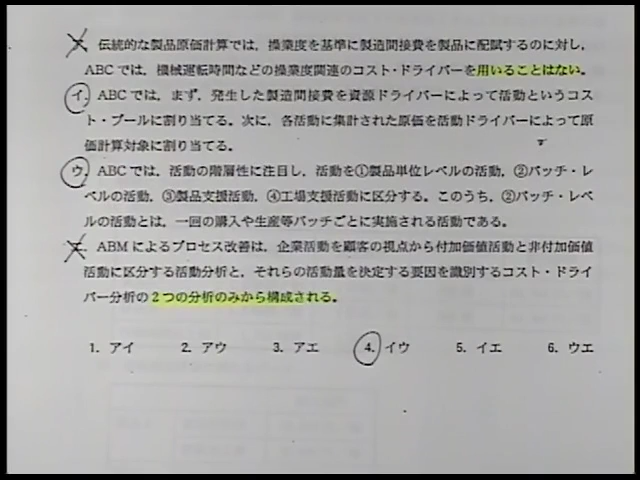 ア. 伝統的な製品原価計算では，操業度を基準に製造間接費を製品に配賦するのに対し，
ABCでは，機械運転時間などの操業度関連のコスト・ドライバーを用いることはない。
イ. ABCでは，まず，発生した製造間接費を資源ドライバーによって活動というコス
ト・プールに割り当てる。次に，各活動に集計された原価を活動ドライバーによって原
価計算対象に割り当てる。
ウ. ABCでは，活動の階層性に注目し，活動を①製品単位レベルの活動，②バッチ・レ
ベルの活動，③製品支援活動，④工場支援活動に区分する。このうち，②バッチ・レベ
ルの活動とは，一回の購入や生産等バッチごとに実施される活動である。
エ. ABMによるプロセス改善は，企業活動を顧客の視点から付加価値活動と非付加価値
活動に区分する活動分析と，それらの活動量を決定する要因を識別するコスト・ドライ
バー分析の２つの分析のみから構成される。
1. アイ 2. アウ 3. アエ 4. イウ 5. イエ 6. ウエ